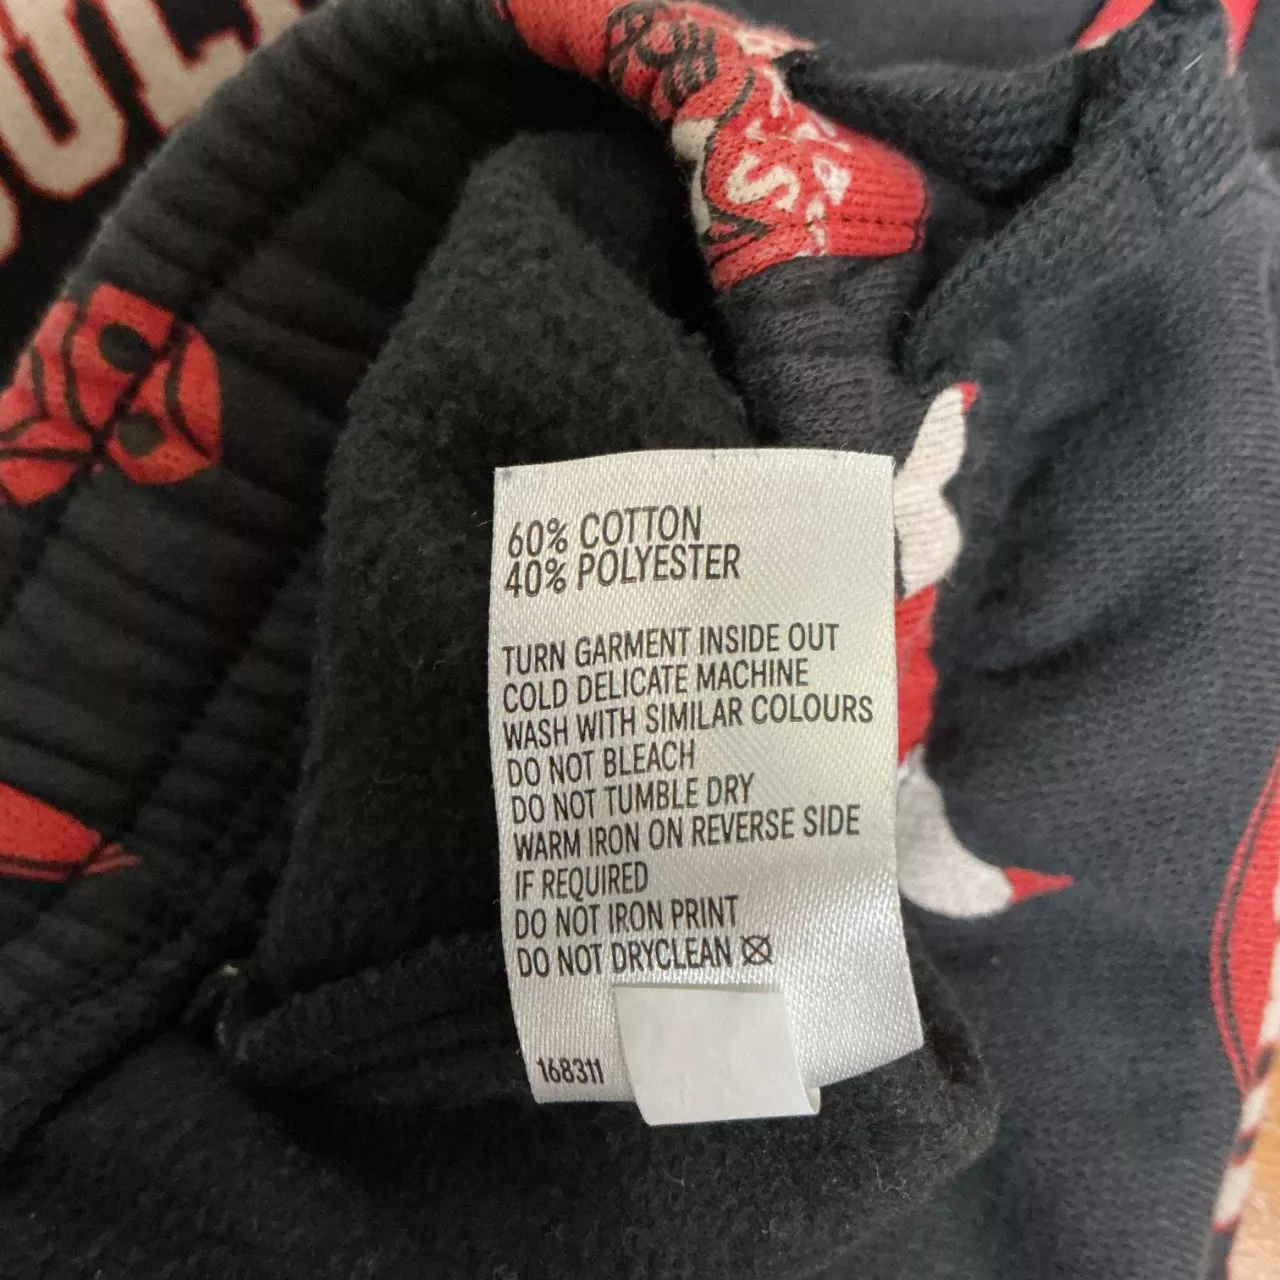 60% COTTON
40% POLYESTER
TURN GARMENT INSIDE OUT
COLD DELICATE MACHINE
WASH WITH SIMILAR COLOURS
DO NOT BLEACH
DO NOT TUMBLE DRY
WARM IRON ON REVERSE SIDE
IF REQUIRED
DO NOT IRON PRINT
DO NOT DRYCLEAN
168311